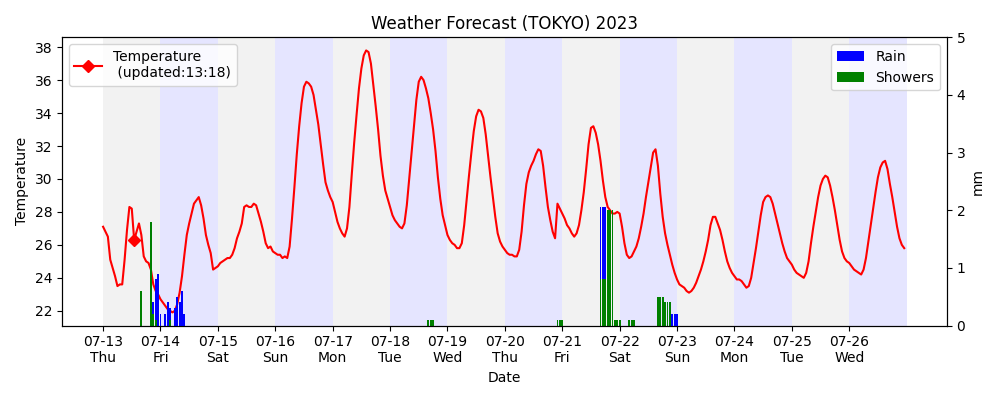 Weather Forecast (TOKYO) 2023
Temperature
(updated:13:18)
Rain
Showers
Temperature
38
36
34
32
30
28
26
24
22
5
4
3
2
1
0
mm
07-13 07-14 07-15 07-16 07-17 07-18 07-19 07-20 07-21 07-22 07-23 07-24 07-25 07-26
Thu Fri Sat Sun Mon Tue Wed Thu Fri Sat Sun Mon Tue Wed
Date